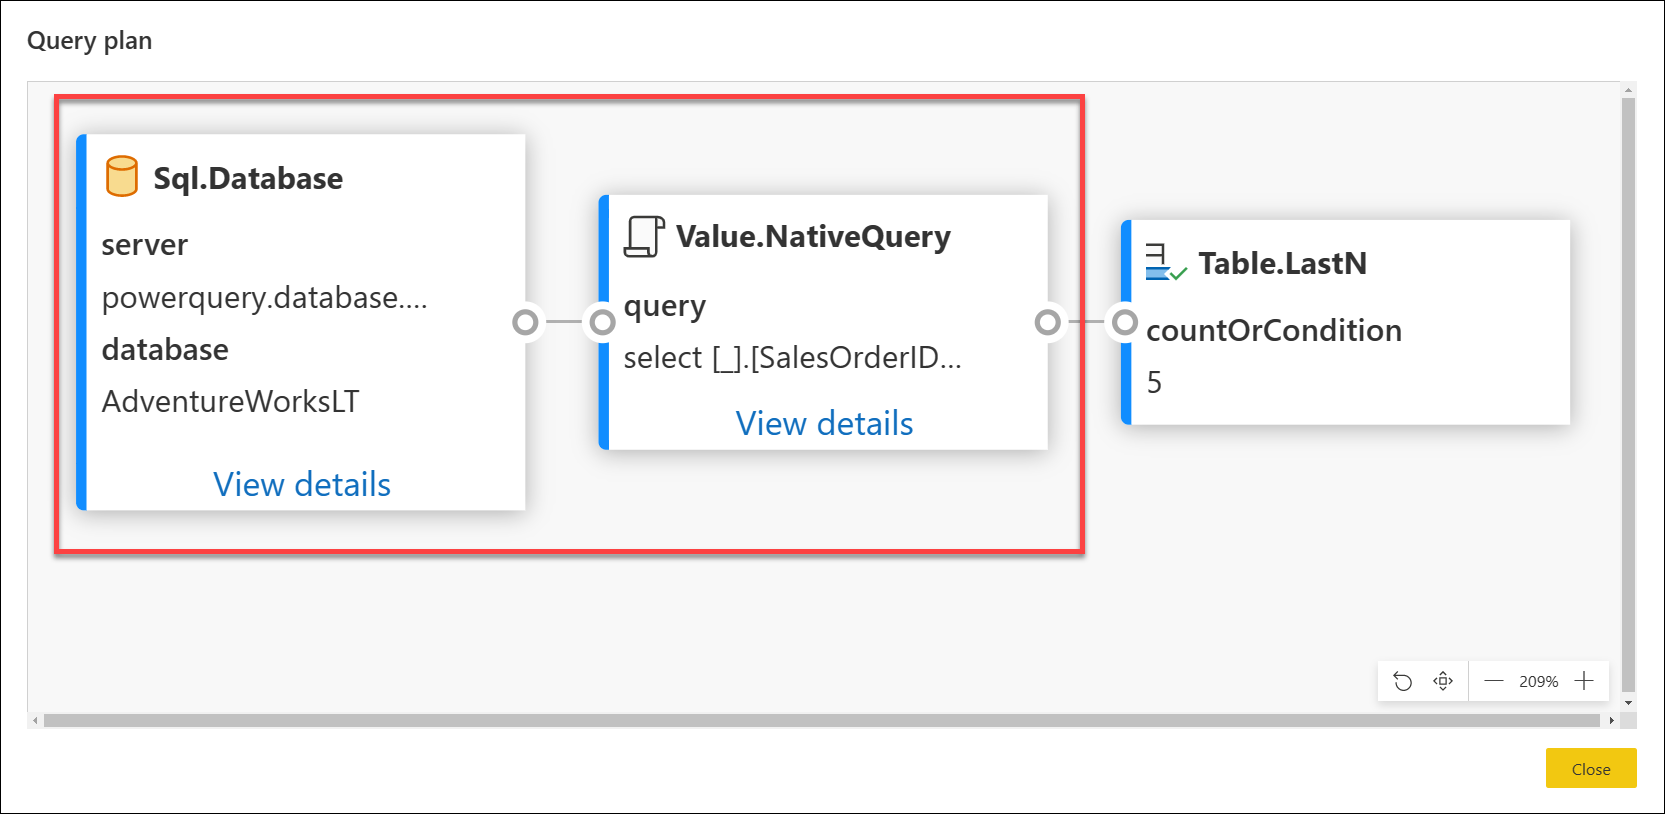 Query plan
Sql.Database
server
powerquery.database....
database
AdventureWorksLT
View details
Value.NativeQuery
query
select [_].[SalesOrderID...
View details
Table.LastN
countOrCondition
5
209%
Close